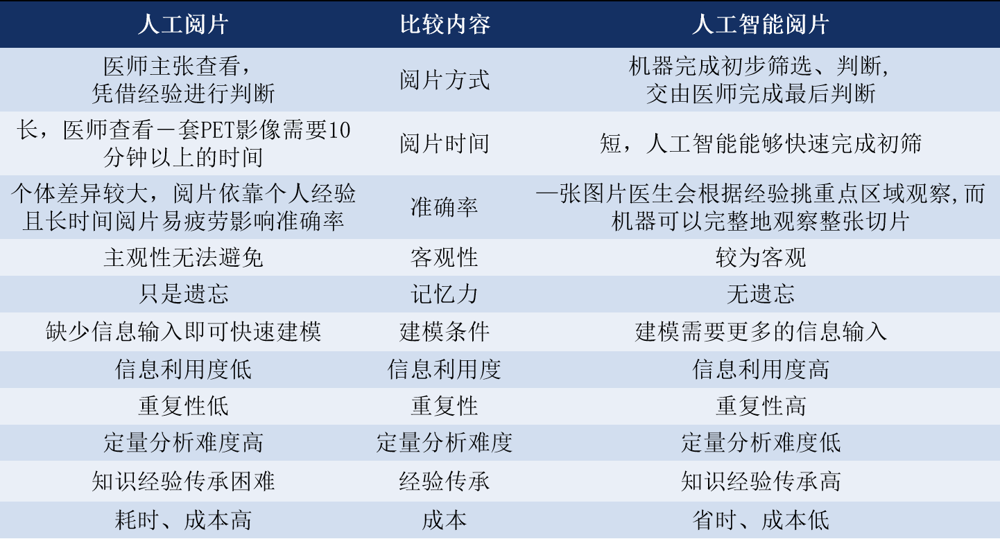 人工阅片 比较内容 人工智能阅片
医师主张查看，
凭借经验进行判断
阅片方式
机器完成初步筛选、判断,
交由医师完成最后判断
长，医师查看－套PET影像需要10
分钟以上的时间
阅片时间
短，人工智能能够快速完成初筛
个体差异较大，阅片依靠个人经验
且长时间阅片易疲劳影响准确率
准确率
—张图片医生会根据经验挑重点区域观察,而
机器可以完整地观察整张切片
主观性无法避免 客观性 较为客观
只是遗忘 记忆力 无遗忘
缺少信息输入即可快速建模 建模条件 建模需要更多的信息输入
信息利用度低 信息利用度 信息利用度高
重复性低 重复性 重复性高
定量分析难度高 定量分析难度 定量分析难度低
知识经验传承困难 经验传承 知识经验传承高
耗时、成本高 成本 省时、成本低